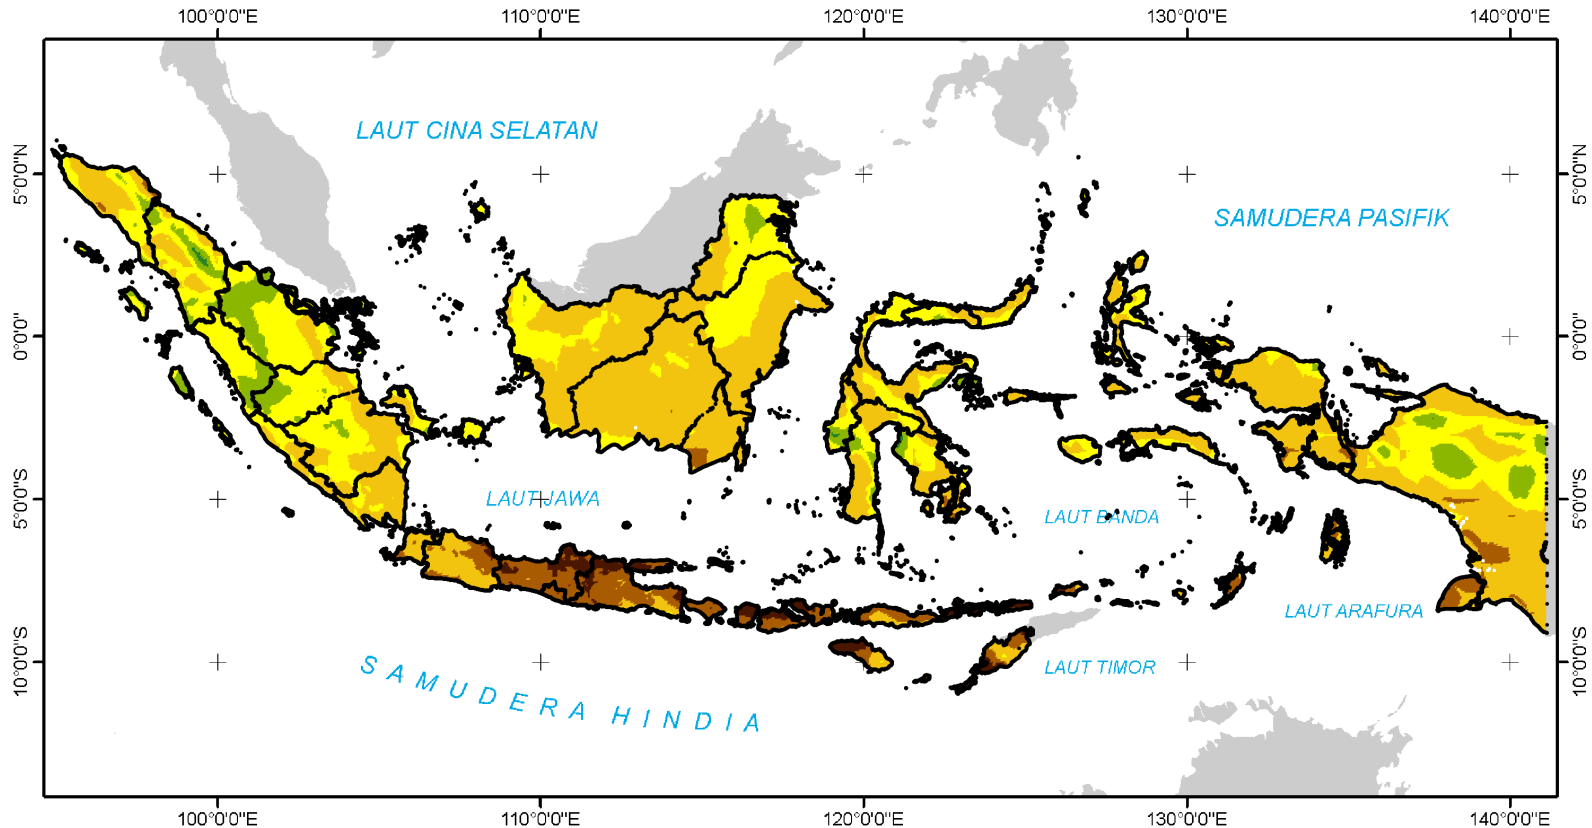 100°0'0"E 110°0'0"E 120°0'0"E 130°0'0"E 140°0'0"E
LAUT CINA SELATAN
5°0'0"N 5°0'0"N
SAMUDERA PASIFIK
0°0'0" 0°0'0"
5°0'0"S LAUT JAWA 5°0'0"S
LAUT BANDA
LAUT ARAFURA
10°0'0"S LAUT TIMOR 10°0'0"S
SAMUDERA HINDIA
100°0'0"E 110°0'0"E 120°0'0"E 130°0'0"E 140°0'0"E